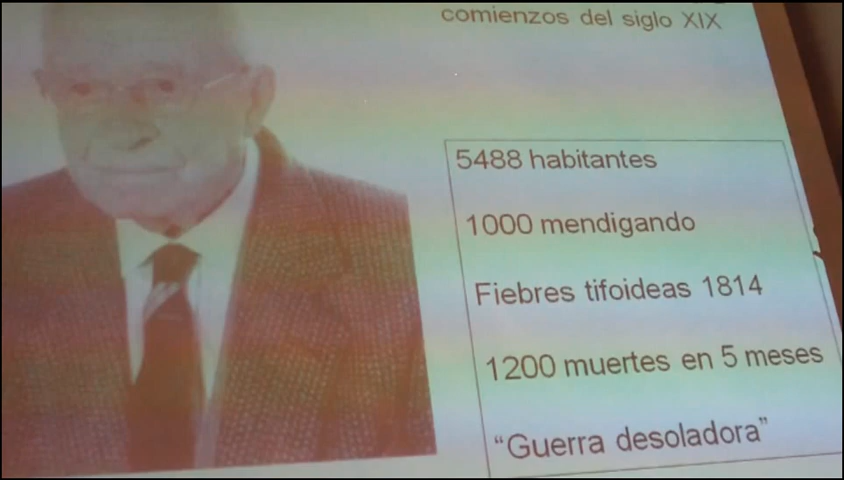 comienzos del siglo XIX
5488 habitantes
1000 mendigando
Fiebres tifoideas 1814
1200 muertes en 5 meses
“Guerra desoladora”